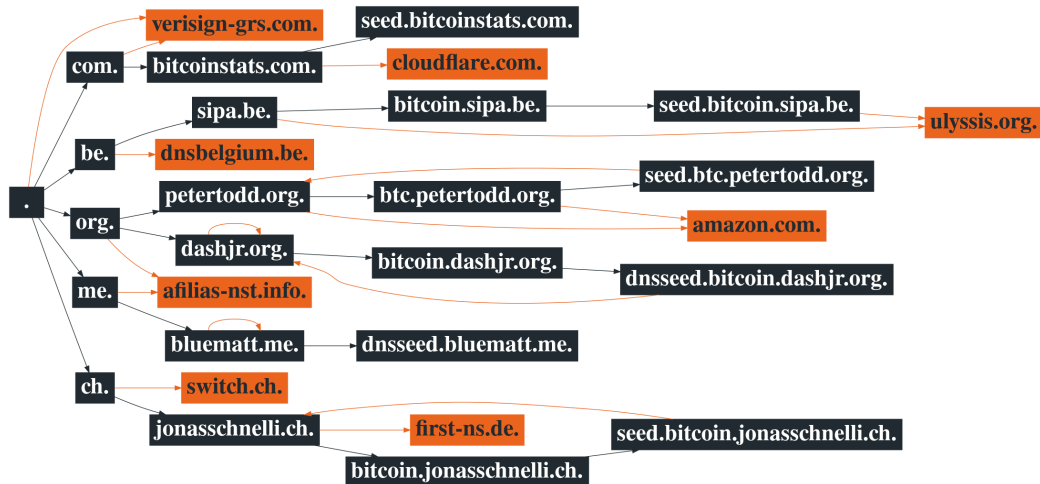 verisign-grs.com.
seed.bitcoinstats.com.
com.
bitcoinstats.com.
cloudflare.com.
sipa.be.
bitcoin.sipa.be.
seed.bitcoin.sipa.be.
ulyssis.org.
be.
dnsbelgium.be.
seed.btc.petertodd.org.
.
petertodd.org.
btc.petertodd.org.
org.
amazon.com.
dashjr.org.
bitcoin.dashjr.org.
dnsseed.bitcoin.dashjr.org.
me.
afilias-nst.info.
bluematt.me.
dnsseed.bluematt.me.
ch.
switch.ch.
jonasschnelli.ch.
first-ns.de.
seed.bitcoin.jonasschnelli.ch.
bitcoin.jonasschnelli.ch.